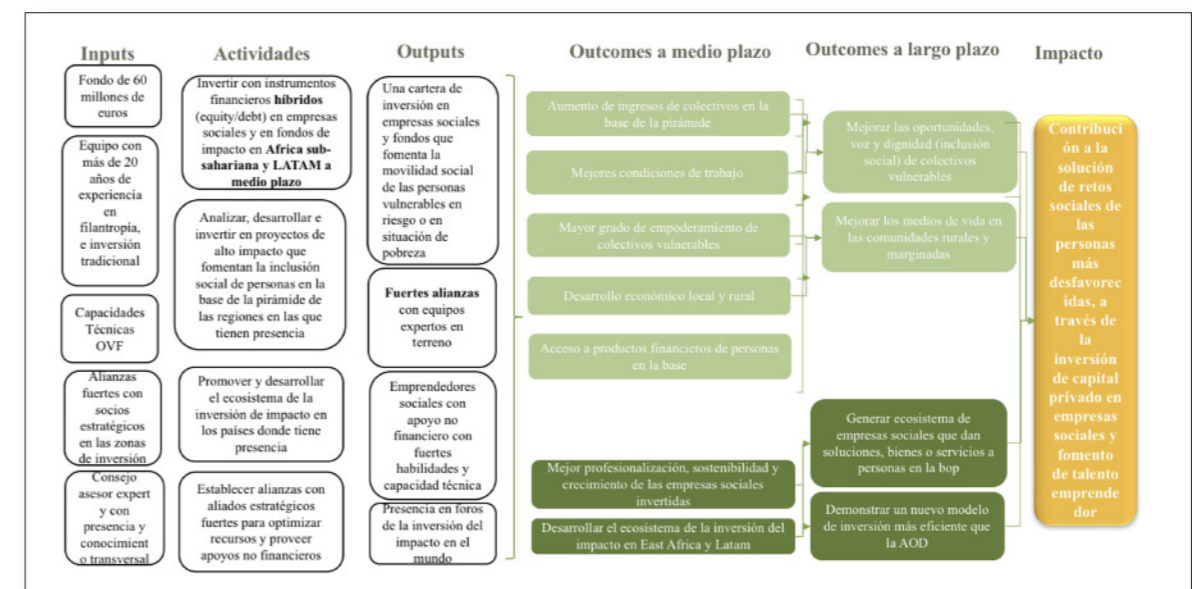 Inputs
Fondo de 60
millones de
euros
Equipo con
más de 20
años de
experiencia
en
filantropía,
e inversión
tradicional
Capacidades
Técnicas
OVF
Alianzas
fuertes con
socios
estratégicos
en las zonas
de inversión
Consejo
asesor expert
y con
presencia y
conocimient
o transversal
Actividades
Invertir con instrumentos
financieros híbridos
(equity/debt) en empresas
sociales y en fondos de
impacto en Africa sub-
sahariana y LATAM a
medio plazo
Analizar, desarrollar e
invertir en proyectos de
alto impacto que
fomentan la inclusión
social de personas en la
base de la pirámide de
las regiones en las que
tienen presencia
Promover y desarrollar
el ecosistema de la
inversión de impacto en
los países donde tiene
presencia
Establecer alianzas con
aliados estratégicos
fuertes para optimizar
recursos y proveer
apoyos no financieros
Outputs
Una cartera de
inversión en
empresas sociales
y fondos que
fomenta la
movilidad social
de las personas
vulnerables en
riesgo o en
situación de
pobreza
Fuertes alianzas
con equipos
expertos en
terreno
Emprendedores
sociales con
apoyo no
financiero con
fuertes
habilidades y
capacidad técnica
Presencia en foros
de la inversión del
impacto en el
mundo
Outcomes a medio plazo
Aumento de ingresos de colectivos en la
base de la pirámide
Mejores condiciones de trabajo
Mayor grado de empoderamiento de
colectivos vulnerables
Desarrollo económico local y rural
Acceso a productos financieros de personas
en la base
Mejor profesionalización, sostenibilidad y
crecimiento de las empresas sociales
invertidas
Desarrollar el ecosistema de la inversión del
impacto en East Africa y Latam
Outcomes a largo plazo
Mejorar las oportunidades,
voz y dignidad (inclusión
social) de colectivos
vulnerables
Mejorar los medios de vida en
las comunidades rurales y
marginadas
Generar ecosistema de
empresas sociales que dan
soluciones, bienes o servicios a
personas en la bop
Demonstrar un nuevo modelo
de inversión más eficiente que
la AOD
Impacto
Contribuci
ón a la
solución
de retos
sociales de
las
personas
más
desfavorec
idas, a
través de
la
inversión
de capital
privado en
empresas
sociales y
fomento
de talento
emprende
dor